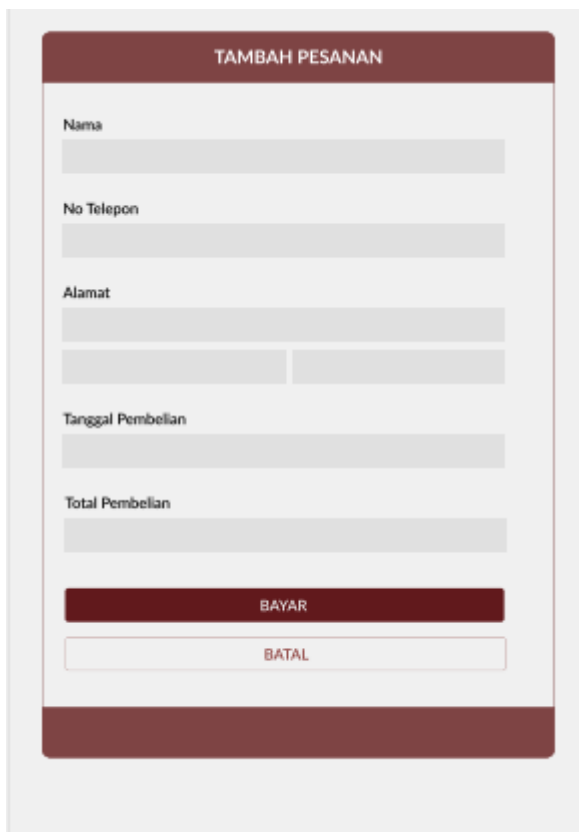 TAMBAH PESANAN
Nama
No Telepon
Alamat
Tanggal Pembelian
Total Pembelian
BAYAR
BATAL